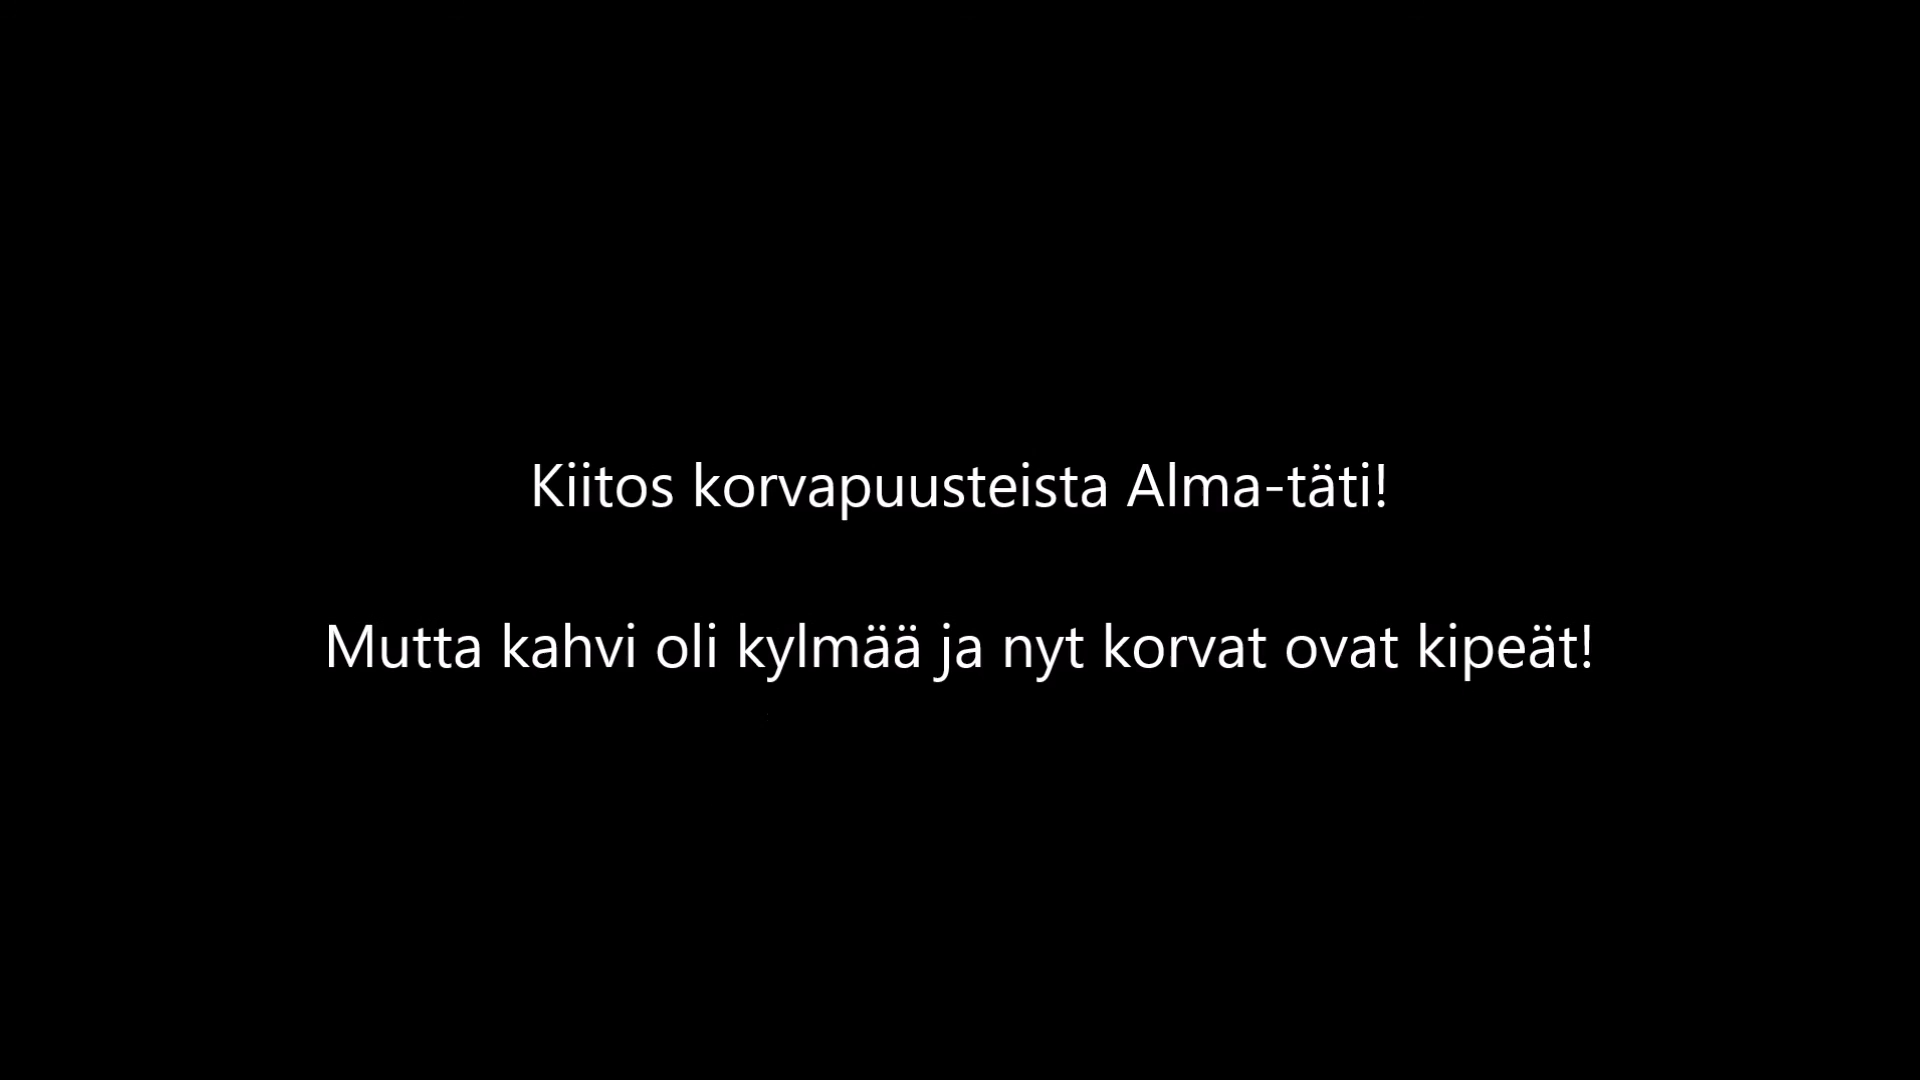 Kiitos korvapuusteista Alma-täti!
Mutta kahvi oli kylmää ja nyt korvat ovat kipeät!